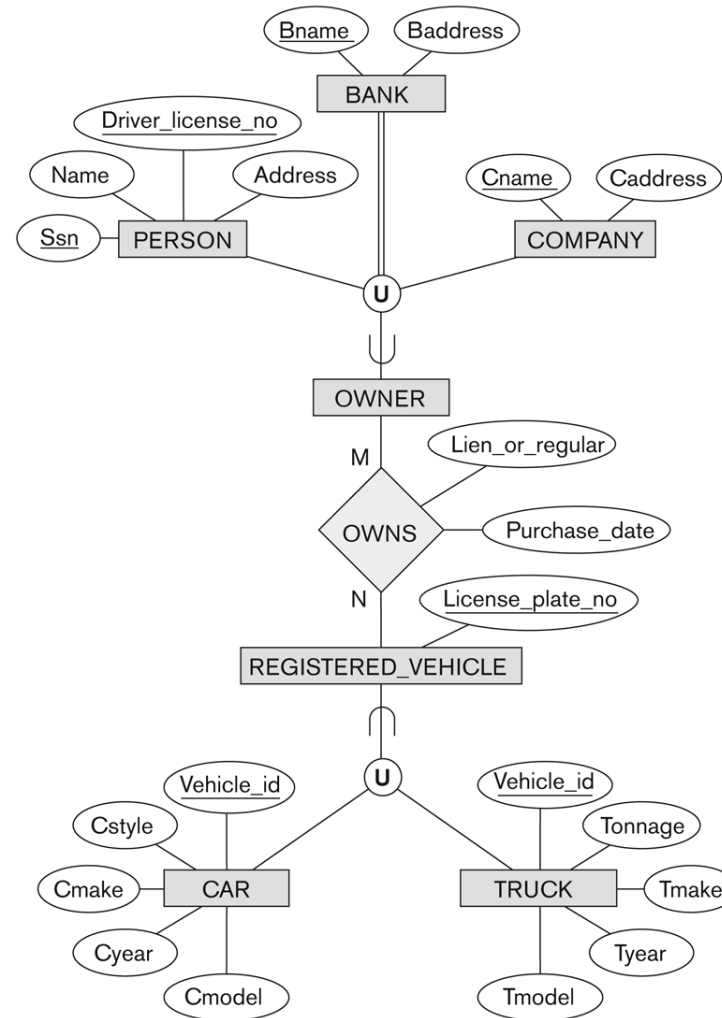 Bname
Baddress
BANK
Driver_license_no
Name
Address
Cname
Caddress
Ssn
PERSON
COMPANY
U
OWNER
M
Lien_or_regular
OWNS
Purchase_date
N
License_plate_no
REGISTERED_VEHICLE
U
Vehicle_id
Vehicle_id
Cstyle
Tonnage
Cmake
CAR
TRUCK
Tmake
Cyear
Tyear
Cmodel
Tmodel